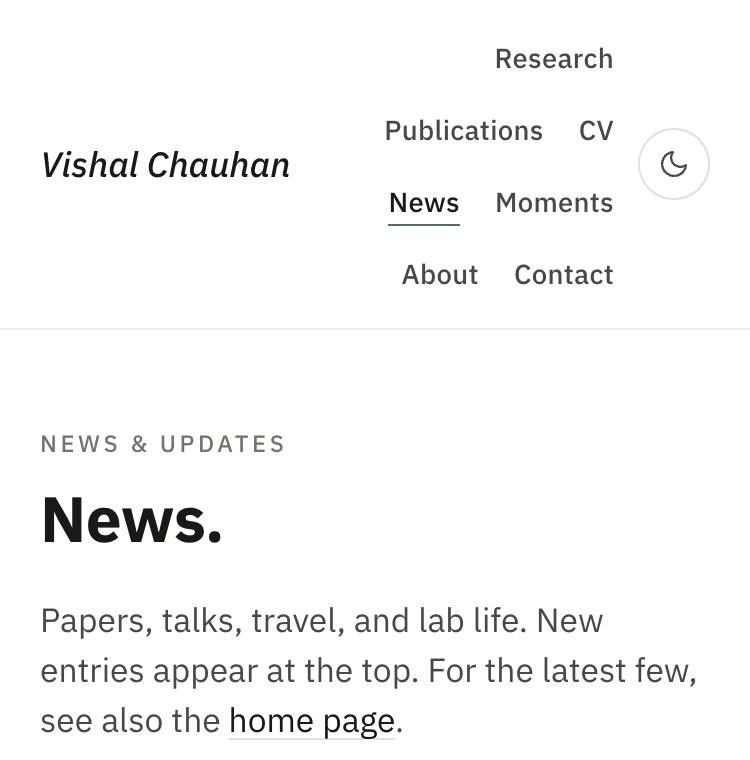 Vishal Chauhan
Research
Publications CV
News Moments
About Contact
NEWS & UPDATES
News.
Papers, talks, travel, and lab life. New
entries appear at the top. For the latest few,
see also the home page.